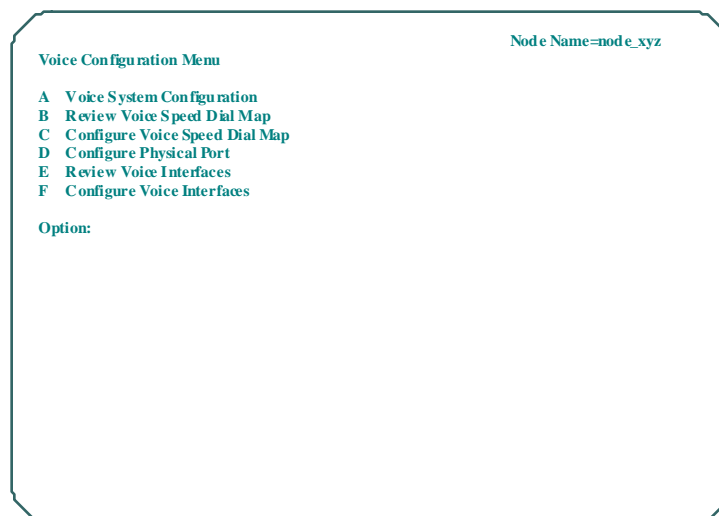 Node Name=node_xyz
Voice Configuration Menu
A Voice System Configuration
B Review Voice Speed Dial Map
C Configure Voice Speed Dial Map
D Configure Physical Port
E Review Voice Interfaces
F Configure Voice Interfaces
Option: